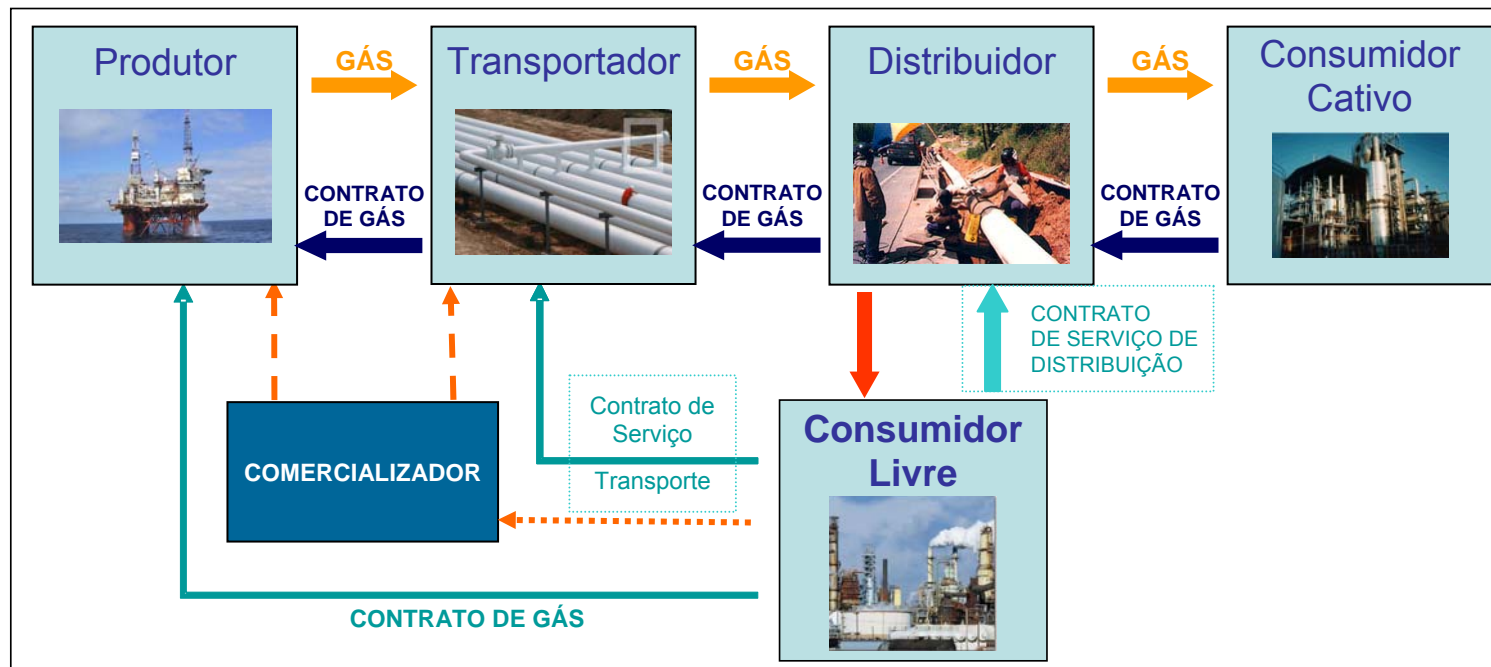 Produtor
GÁS
Transportador
GÁS
Distribuidor
GÁS
Consumidor
Cativo
CONTRATO
DE GÁS
CONTRATO
DE GÁS
CONTRATO
DE GÁS
CONTRATO
DE SERVIÇO DE
DISTRIBUIÇÃO
COMERCIALIZADOR
Contrato de
Serviço
Transporte
Consumidor
Livre
CONTRATO DE GÁS